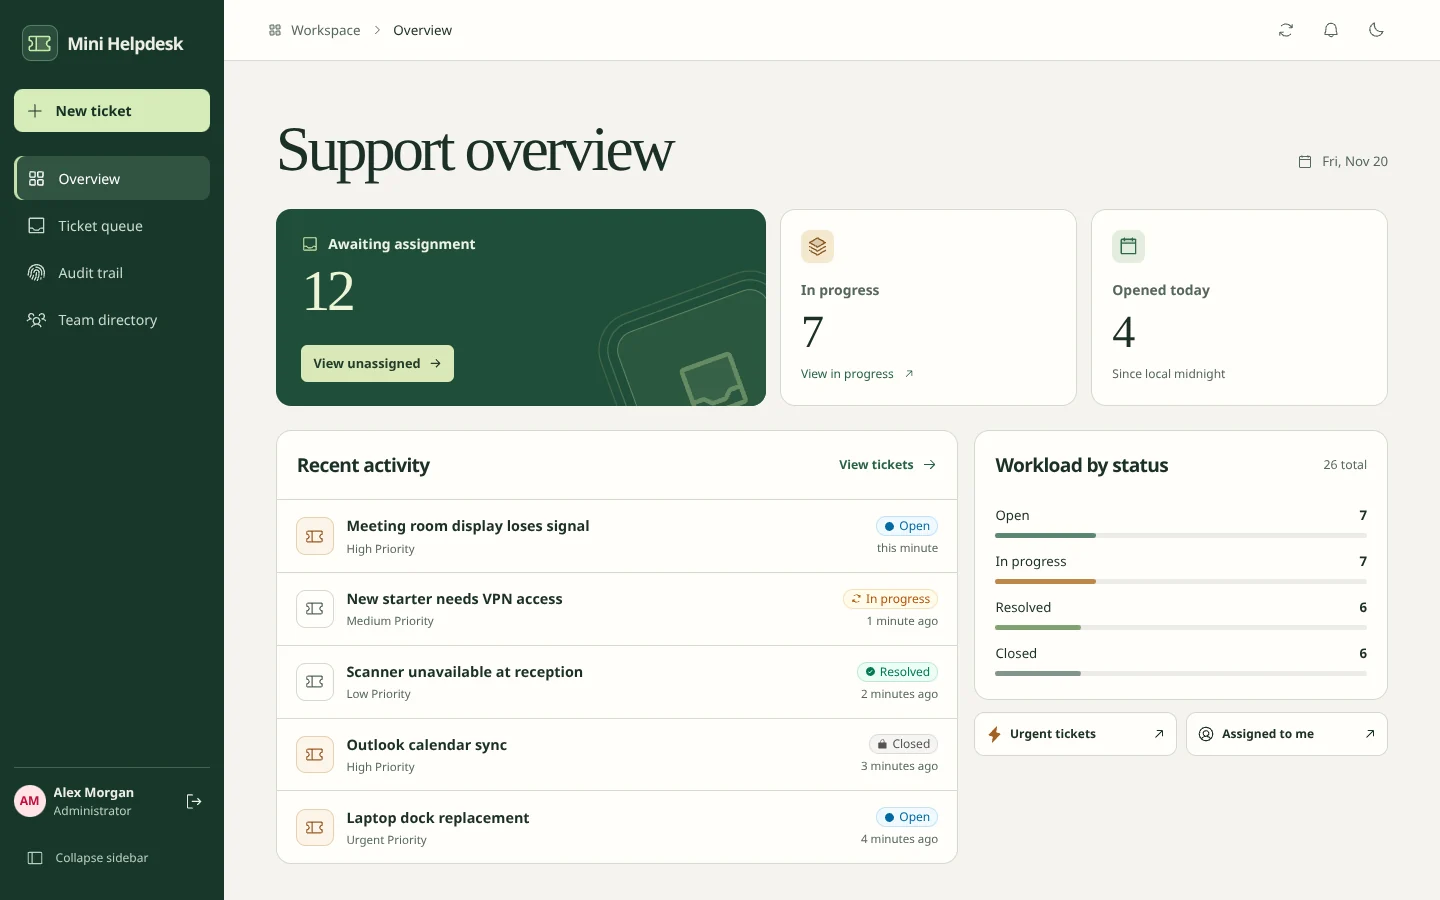 Mini Helpdesk
New ticket
Overview
Ticket queue
Audit trail
Team directory
AM
Alex Morgan
Administrator
Collapse sidebar
Workspace > Overview
Support overview
Fri, Nov 20
Awaiting assignment
12
View unassigned →
In progress
7
View in progress ↗
Opened today
4
Since local midnight
Recent activity
View tickets →
Meeting room display loses signal
High Priority
Open
this minute
New starter needs VPN access
Medium Priority
In progress
1 minute ago
Scanner unavailable at reception
Low Priority
Resolved
2 minutes ago
Outlook calendar sync
High Priority
Closed
3 minutes ago
Laptop dock replacement
Urgent Priority
Open
4 minutes ago
Workload by status
26 total
Open 7
In progress 7
Resolved 6
Closed 6
Urgent tickets ↗
Assigned to me ↗